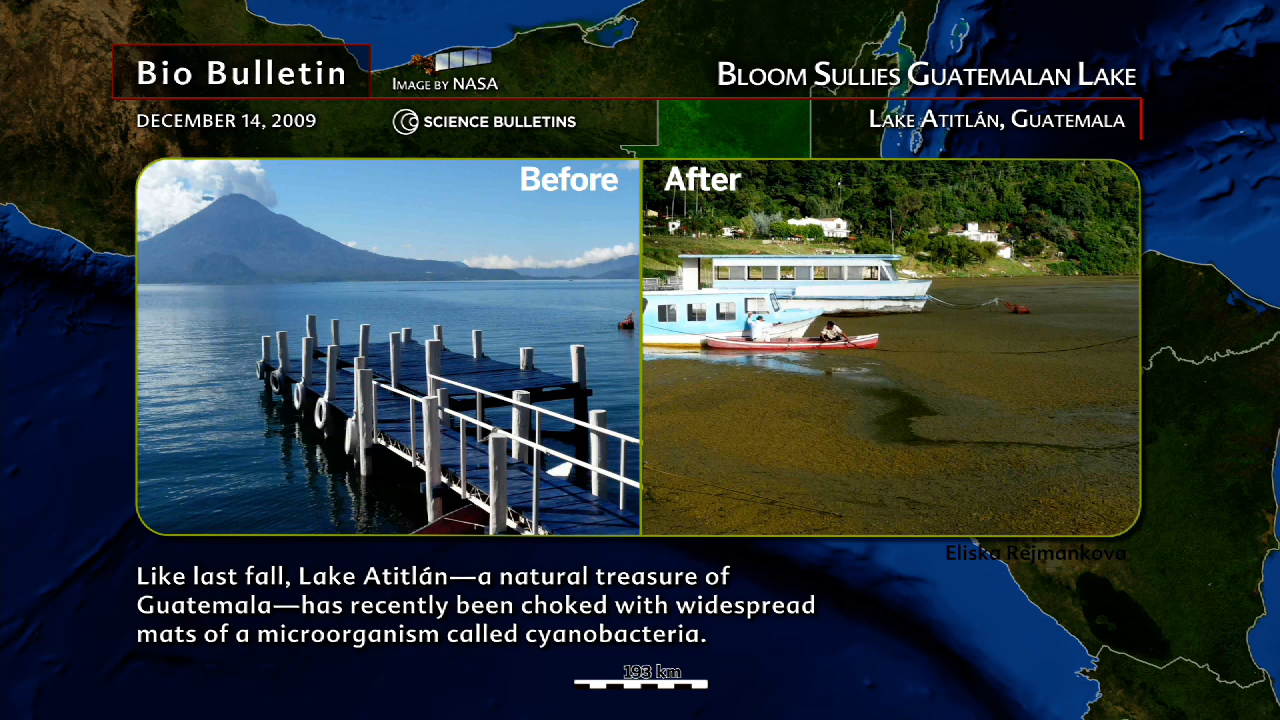 Bio Bulletin
IMAGE BY NASA
BLOOM SULLIES GUATEMALAN LAKE
DECEMBER 14, 2009
SCIENCE BULLETINS
LAKE ATITLÁN, GUATEMALA
Before
After
Eliska Rejmankova
Like last fall, Lake Atitlán—a natural treasure of
Guatemala—has recently been choked with widespread
mats of a microorganism called cyanobacteria.
193 km